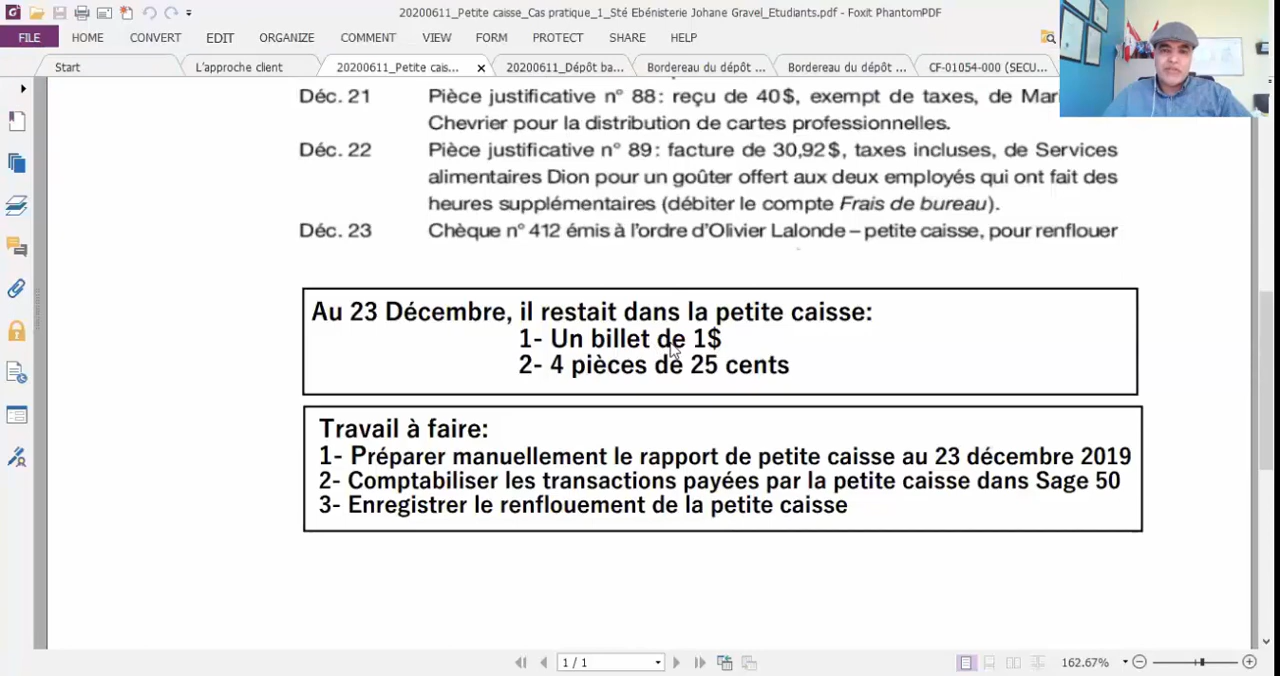 20200611_Petite caisse_Cas pratique_1_Sté Ebénisterie Johane Gravel_Etudiants.pdf - Foxit PhantomPDF
FILE HOME CONVERT EDIT ORGANIZE COMMENT VIEW FORM PROTECT SHARE HELP
Start L'approche client 20200611_Petite cais... × 20200611_Dépôt ba... Bordereau du dépôt ... Bordereau du dépôt ... CF-01054-000 (SECU...
Déc. 21 Pièce justificative n° 88 : reçu de 40 $, exempt de taxes, de
Chevrier pour la distribution de cartes professionnelles.
Déc. 22 Pièce justificative n° 89 : facture de 30,92 $, taxes incluses, de Services
alimentaires Dion pour un goûter offert aux deux employés qui ont fait des
heures supplémentaires (débiter le compte Frais de bureau).
Déc. 23 Chèque n° 412 émis à l'ordre d'Olivier Lalonde – petite caisse, pour renflouer
Au 23 Décembre, il restait dans la petite caisse:
1- Un billet de 1$
2- 4 pièces de 25 cents
Travail à faire:
1- Préparer manuellement le rapport de petite caisse au 23 décembre 2019
2- Comptabiliser les transactions payées par la petite caisse dans Sage 50
3- Enregistrer le renflouement de la petite caisse
1 / 1 162.67%